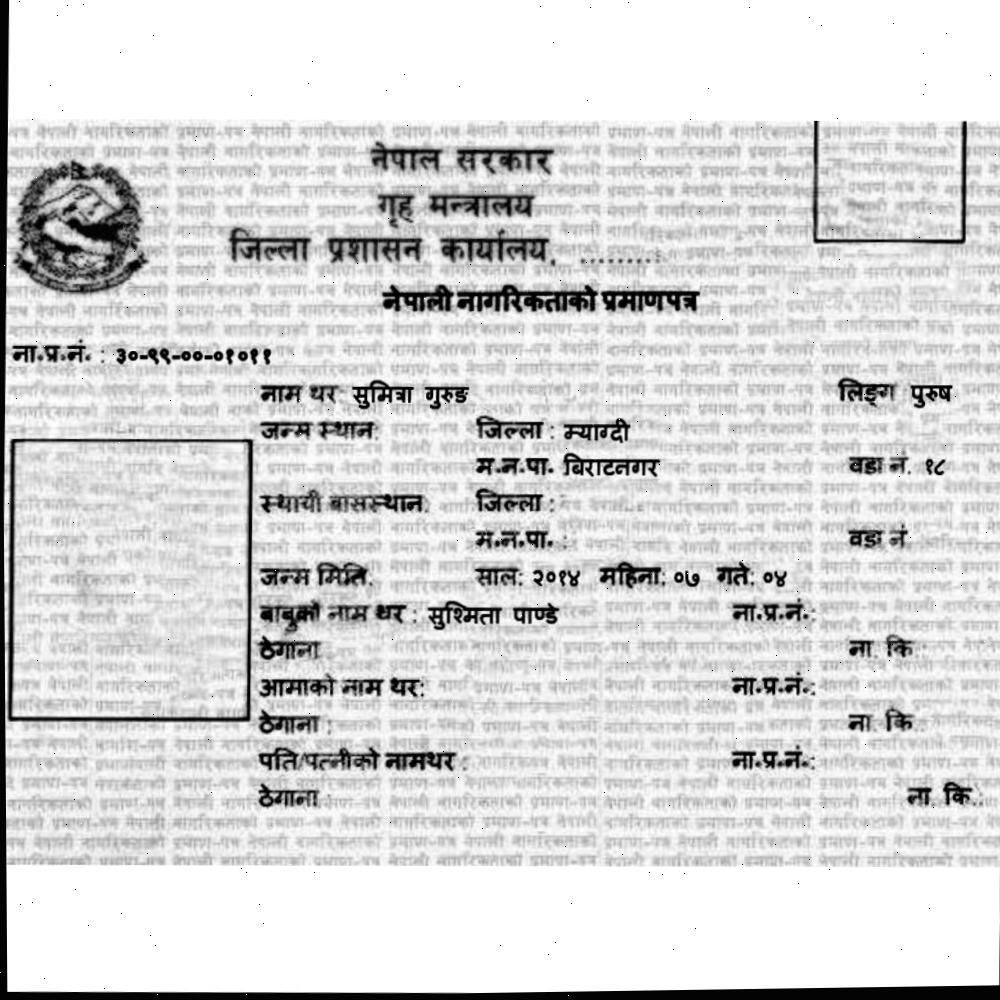 नेपाल सरकार
गृह मन्त्रालय
जिल्ला प्रशासन कार्यालय, ..........
नेपाली नागरिकताको प्रमाणपत्र
ना.प्र.नं. : ३०-९९-००-०१०११
नाम थर: सुमित्रा गुरुङ लिङ्ग पुरुष
जन्म स्थान: जिल्ला : म्याग्दी
म.न.पा. बिराटनगर वडा नं. १८
स्थायी बासस्थान: जिल्ला :
म.न.पा. : वडा नं
जन्म मिति: साल: २०१४ महिना: ०७ गते: ०४
बाबुको नाम थर : सुश्मिता पाण्डे ना.प्र.नं.:
ठेगाना ना. कि.:
आमाको नाम थर: ना.प्र.नं.:
ठेगाना : ना. कि.
पति/पत्नीको नामथर : ना.प्र.नं.:
ठेगाना : ना. कि.: